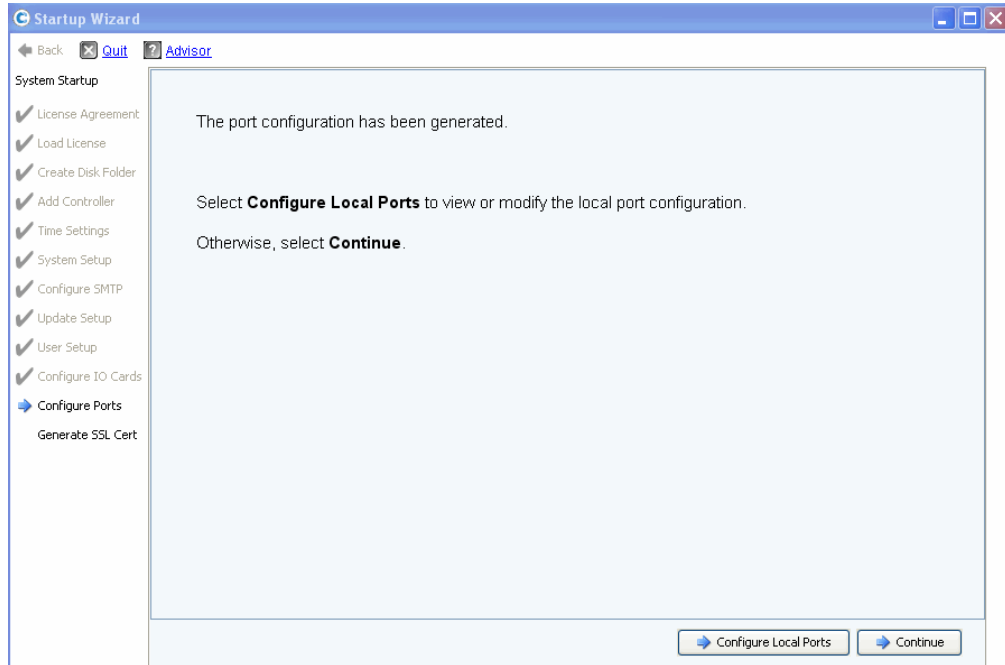 Startup Wizard
Back Quit ? Advisor
System Startup
License Agreement
Load License
Create Disk Folder
Add Controller
Time Settings
System Setup
Configure SMTP
Update Setup
User Setup
Configure IO Cards
Configure Ports
Generate SSL Cert
The port configuration has been generated.
Select Configure Local Ports to view or modify the local port configuration.
Otherwise, select Continue.
Configure Local Ports Continue